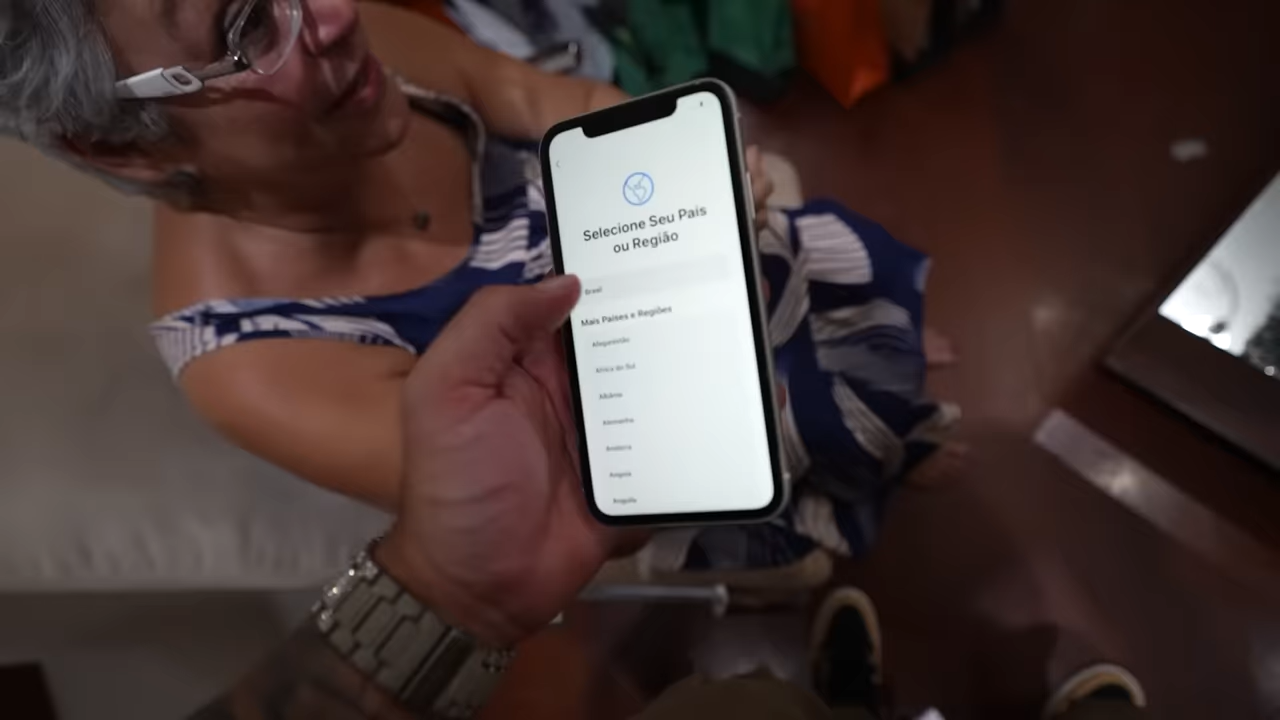 Selecione Seu País
ou Região
Brasil
Mais Países e Regiões
Afeganistão
África do Sul
Albânia
Alemanha
Andorra
Angola
Anguilla